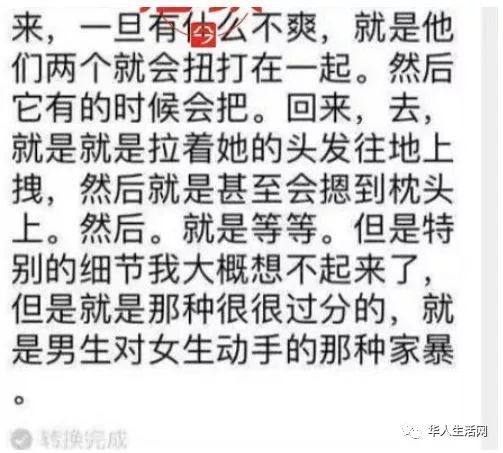 来，一旦有什么不爽，就是他
们两个就会扭打在一起。然后
它有的时候会把。回来，去，
就是就是拉着她的头发往地上
拽，然后就是甚至会摁到枕头
上。然后。就是等等。但是特
别的细节我大概想不起来了，
但是就是那种很很过分的，就
是男生对女生动手的那种家暴
。
转换完成
华人生活网